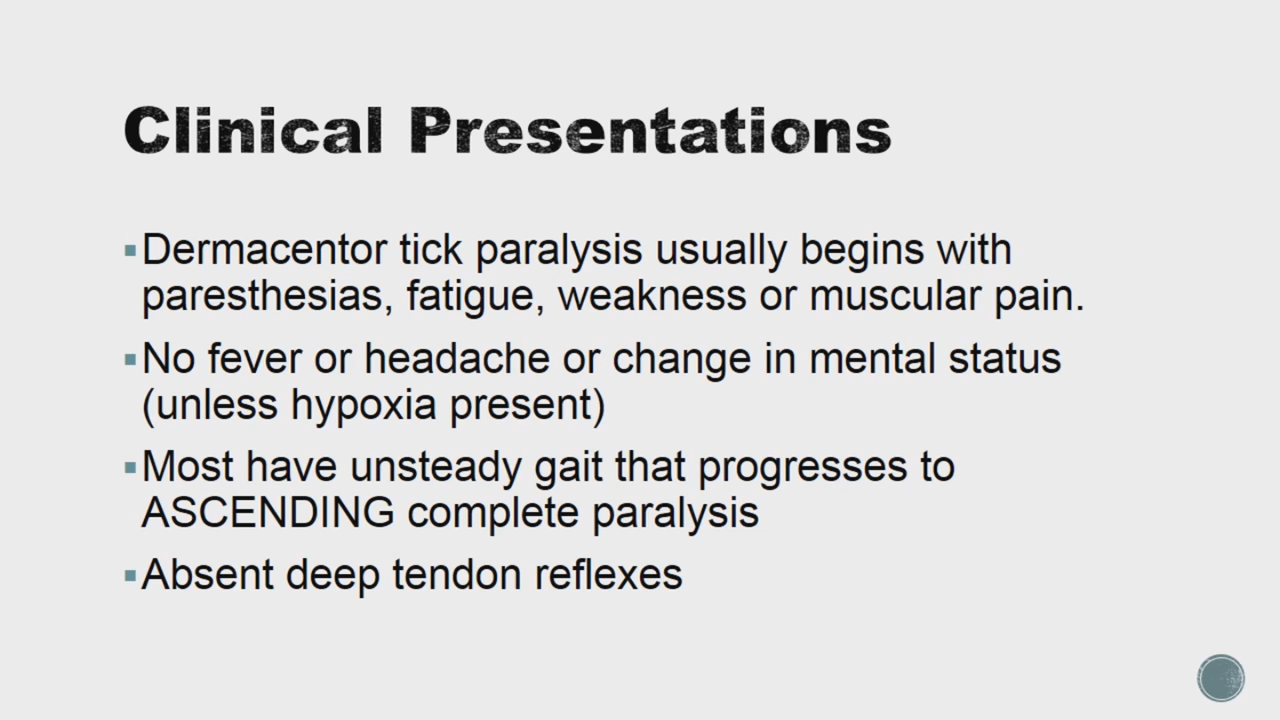 Clinical Presentations
▪Dermacentor tick paralysis usually begins with
paresthesias, fatigue, weakness or muscular pain.
▪No fever or headache or change in mental status
(unless hypoxia present)
▪Most have unsteady gait that progresses to
ASCENDING complete paralysis
▪Absent deep tendon reflexes